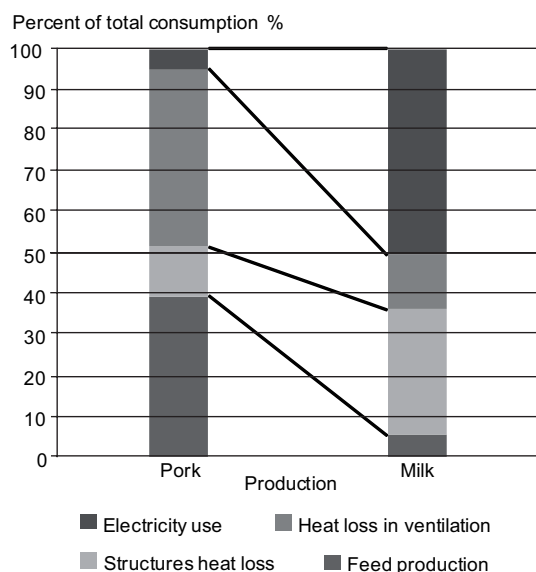 Percent of total consumption %
100
90
80
70
60
50
40
30
20
10
0
Pork
Milk
Production
Electricity use
Heat loss in ventilation
Structures heat loss
Feed production